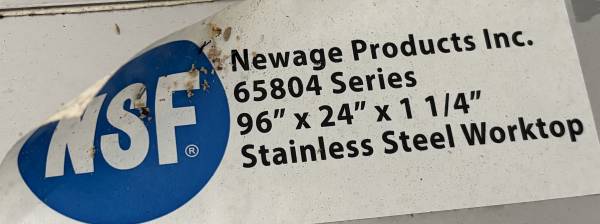 NSF®
Newage Products Inc.
65804 Series
96” x 24” x 1 1/4”
Stainless Steel Worktop